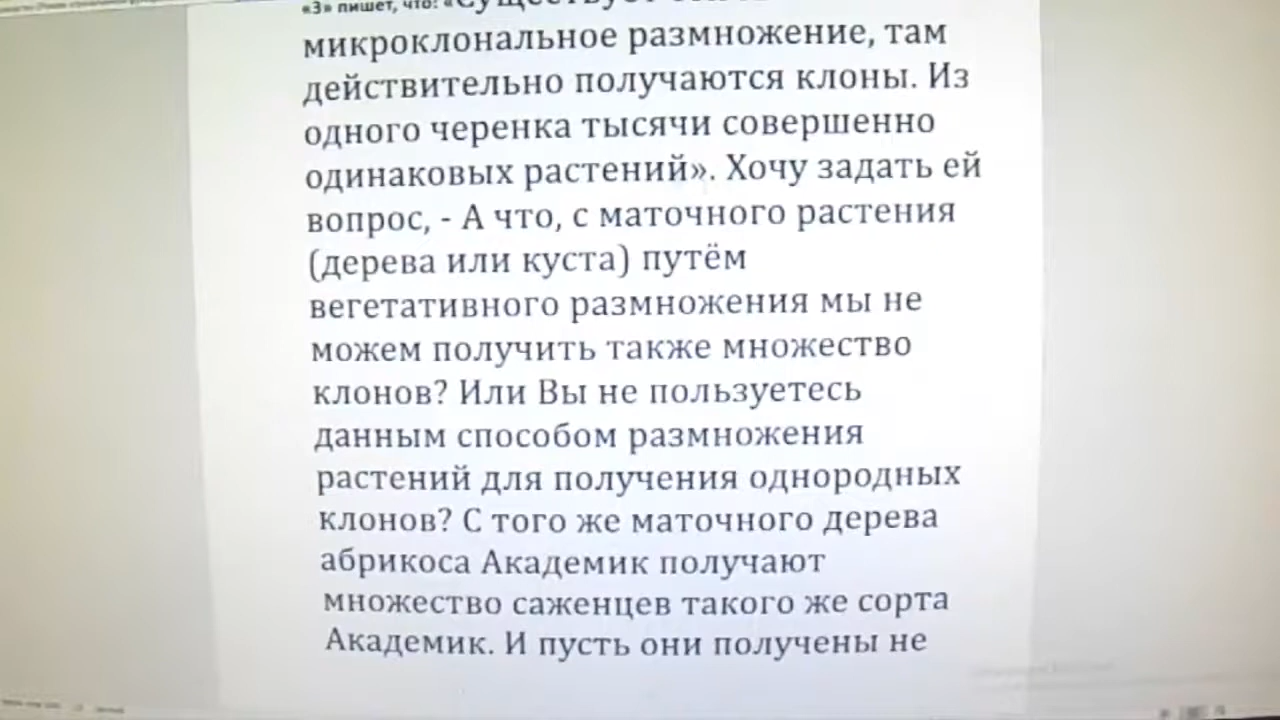 «З» пишет, что: «Существует
микроклональное размножение, там
действительно получаются клоны. Из
одного черенка тысячи совершенно
одинаковых растений». Хочу задать ей
вопрос, - А что, с маточного растения
(дерева или куста) путём
вегетативного размножения мы не
можем получить также множество
клонов? Или Вы не пользуетесь
данным способом размножения
растений для получения однородных
клонов? С того же маточного дерева
абрикоса Академик получают
множество саженцев такого же сорта
Академик. И пусть они получены не